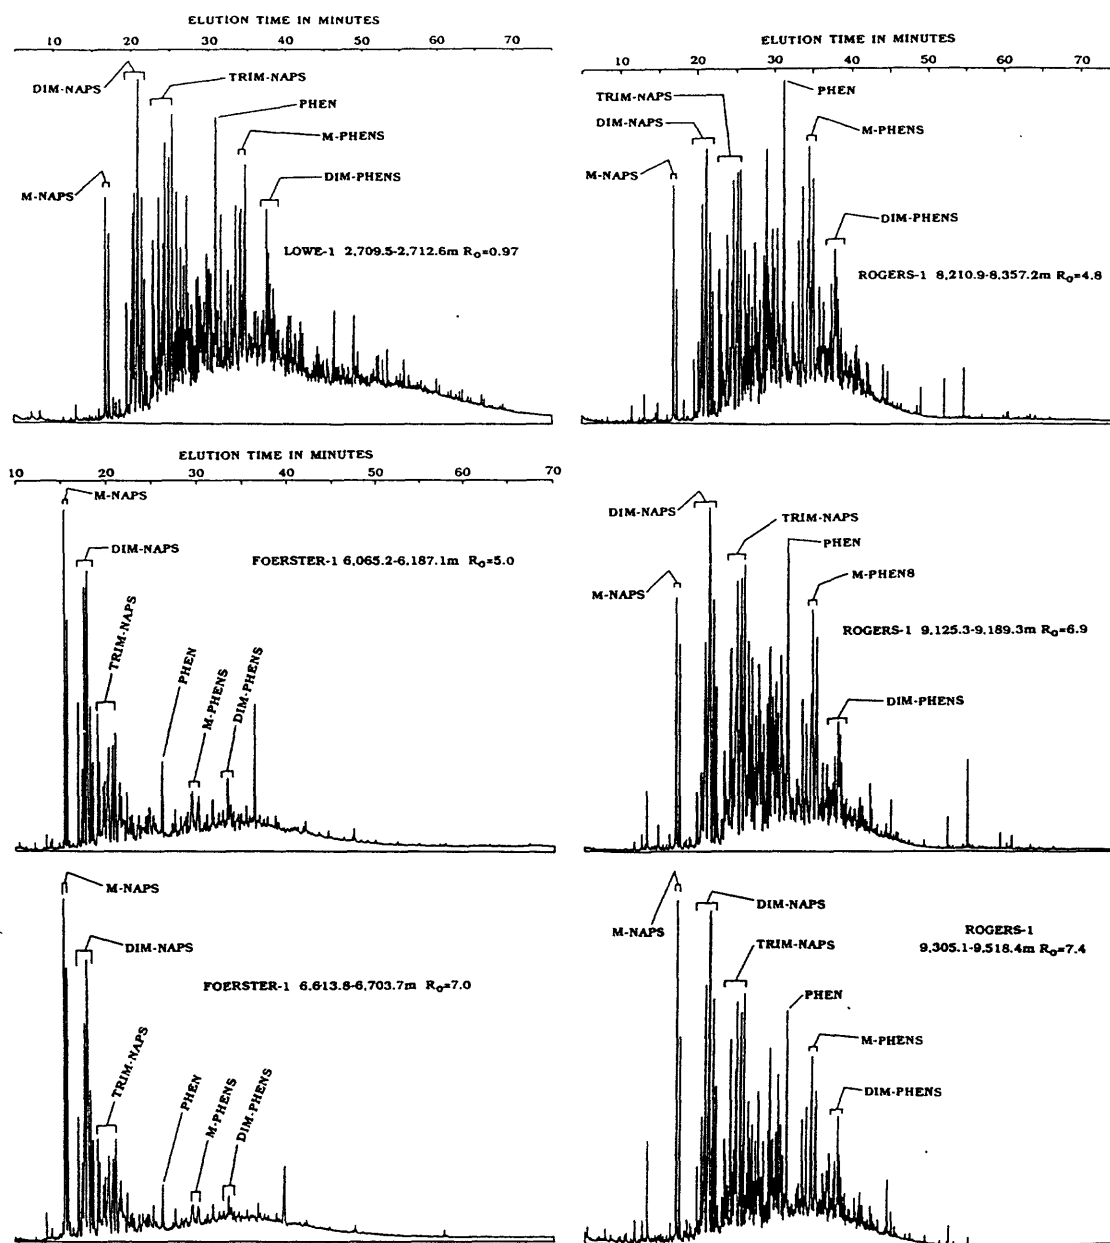 ELUTION TIME IN MINUTES
10 20 30 40 50 60 70
DIM-NAPS
TRIM-NAPS
PHEN
M-PHENS
M-NAPS
DIM-PHENS
LOWE-1 2,709.5-2,712.6m Ro=0.97
ELUTION TIME IN MINUTES
10 20 30 40 50 60 70
PHEN
TRIM-NAPS
DIM-NAPS
M-PHENS
M-NAPS
DIM-PHENS
ROGERS-1 8,210.9-8,357.2m Ro=4.8
ELUTION TIME IN MINUTES
10 20 30 40 50 60 70
M-NAPS
DIM-NAPS
FOERSTER-1 6,065.2-6,187.1m Ro=5.0
TRIM-NAPS
PHEN
M-PHENS
DIM-PHENS
DIM-NAPS
TRIM-NAPS
PHEN
M-PHEN8
M-NAPS
ROGERS-1 9,125.3-9,189.3m Ro=6.9
DIM-PHENS
M-NAPS
DIM-NAPS
FOERSTER-1 6.613.8-6,703.7m Ro=7.0
TRIM-NAPS
PHEN
M-PHENS
DIM-PHENS
DIM-NAPS
M-NAPS
TRIM-NAPS
ROGERS-1
9,305.1-9,518.4m Ro=7.4
PHEN
M-PHENS
DIM-PHENS